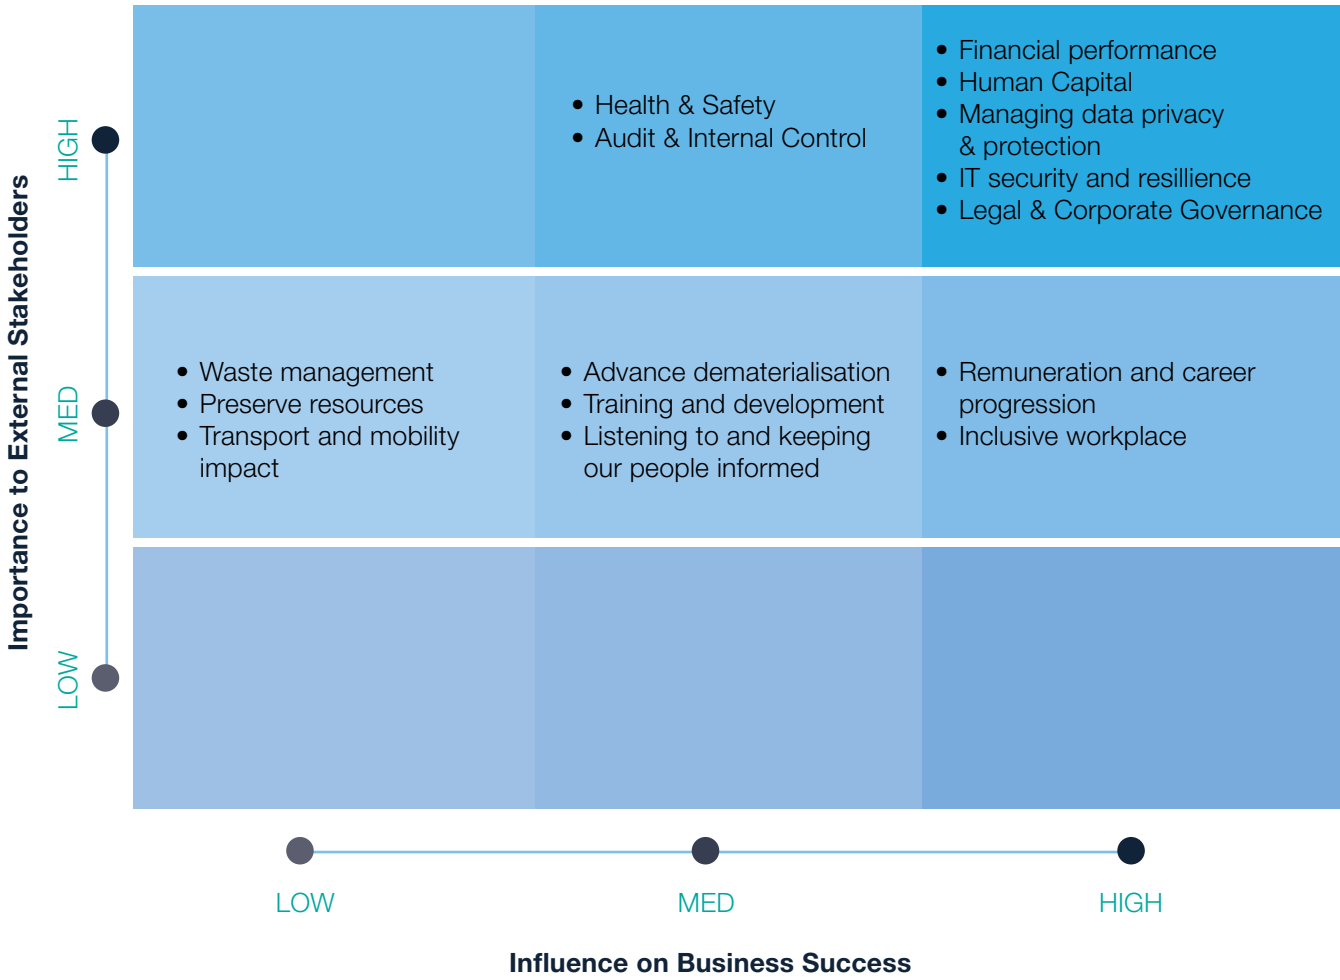 Importance to External Stakeholders
HIGH
MED
LOW
• Health & Safety
• Audit & Internal Control
• Financial performance
• Human Capital
• Managing data privacy
& protection
• IT security and resillience
• Legal & Corporate Governance
• Waste management
• Preserve resources
• Transport and mobility
impact
• Advance dematerialisation
• Training and development
• Listening to and keeping
our people informed
• Remuneration and career
progression
• Inclusive workplace
LOW
MED
HIGH
Influence on Business Success